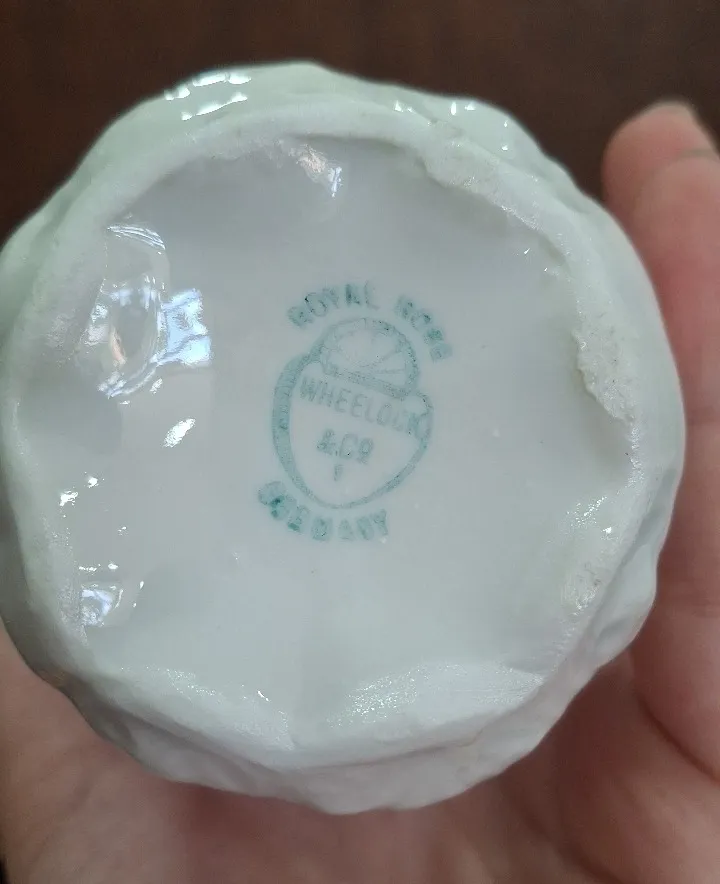 ROYAL ROSE
WHEELOCK
& Co
GERMANY